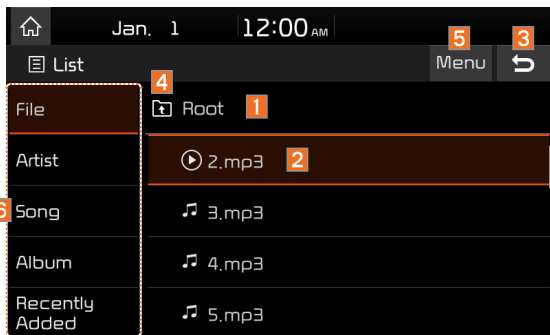 Jan. 1 12:00 AM
5 3
List Menu
4
File Root 1
Artist 2.mp3 2
6 Song 3.mp3
Album 4.mp3
Recently
Added 5.mp3